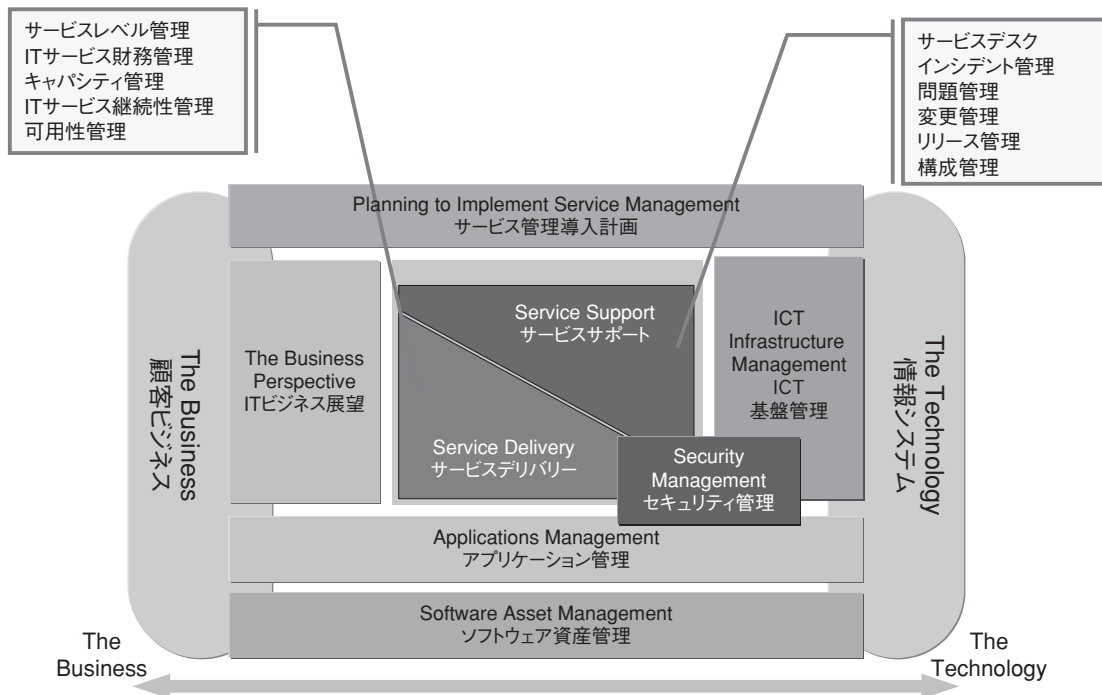 サービスレベル管理
ITサービス財務管理
キャパシティ管理
ITサービス継続性管理
可用性管理
サービスデスク
インシデント管理
問題管理
変更管理
リリース管理
構成管理
Planning to Implement Service Management
サービス管理導入計画
The Business
顧客ビジネス
The Business
Perspective
ITビジネス展望
Service Support
サービスサポート
Service Delivery
サービスデリバリー
Security
Management
セキュリティ管理
ICT
Infrastructure
Management
ICT
基盤管理
The Technology
情報システム
Applications Management
アプリケーション管理
Software Asset Management
ソフトウェア資産管理
The
Business
The
Technology